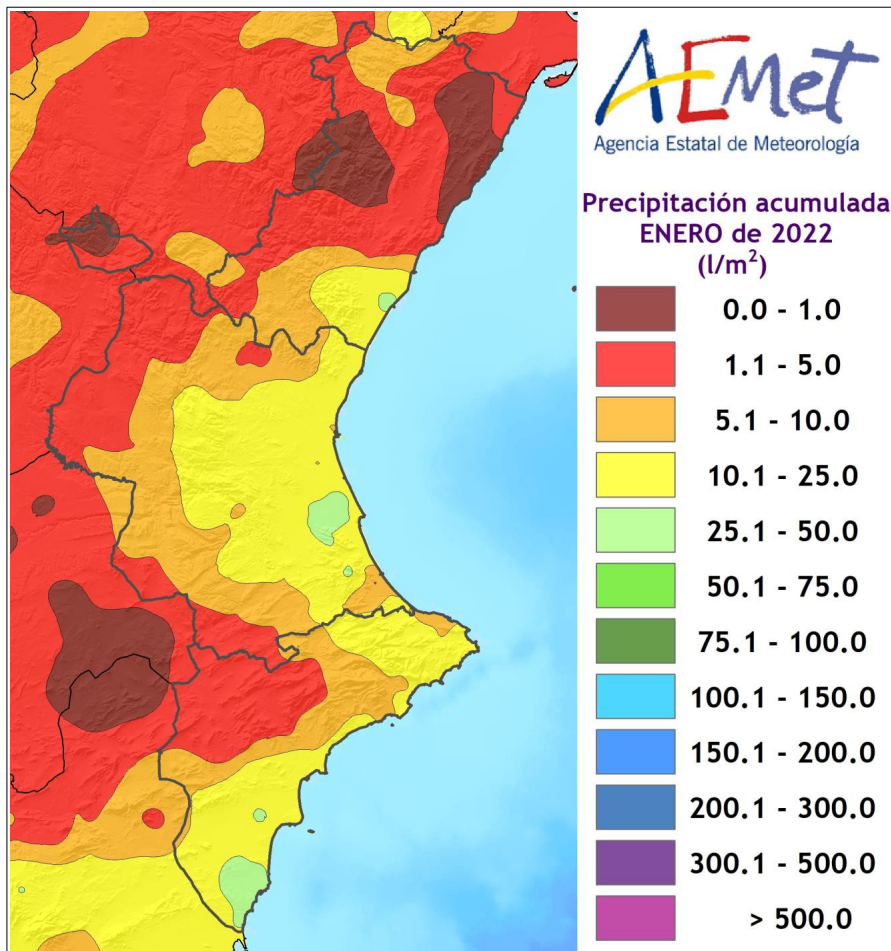 AEmet
Agencia Estatal de Meteorología
Precipitación acumulada
ENERO de 2022
(l/m²)
0.0 - 1.0
1.1 - 5.0
5.1 - 10.0
10.1 - 25.0
25.1 - 50.0
50.1 - 75.0
75.1 - 100.0
100.1 - 150.0
150.1 - 200.0
200.1 - 300.0
300.1 - 500.0
> 500.0